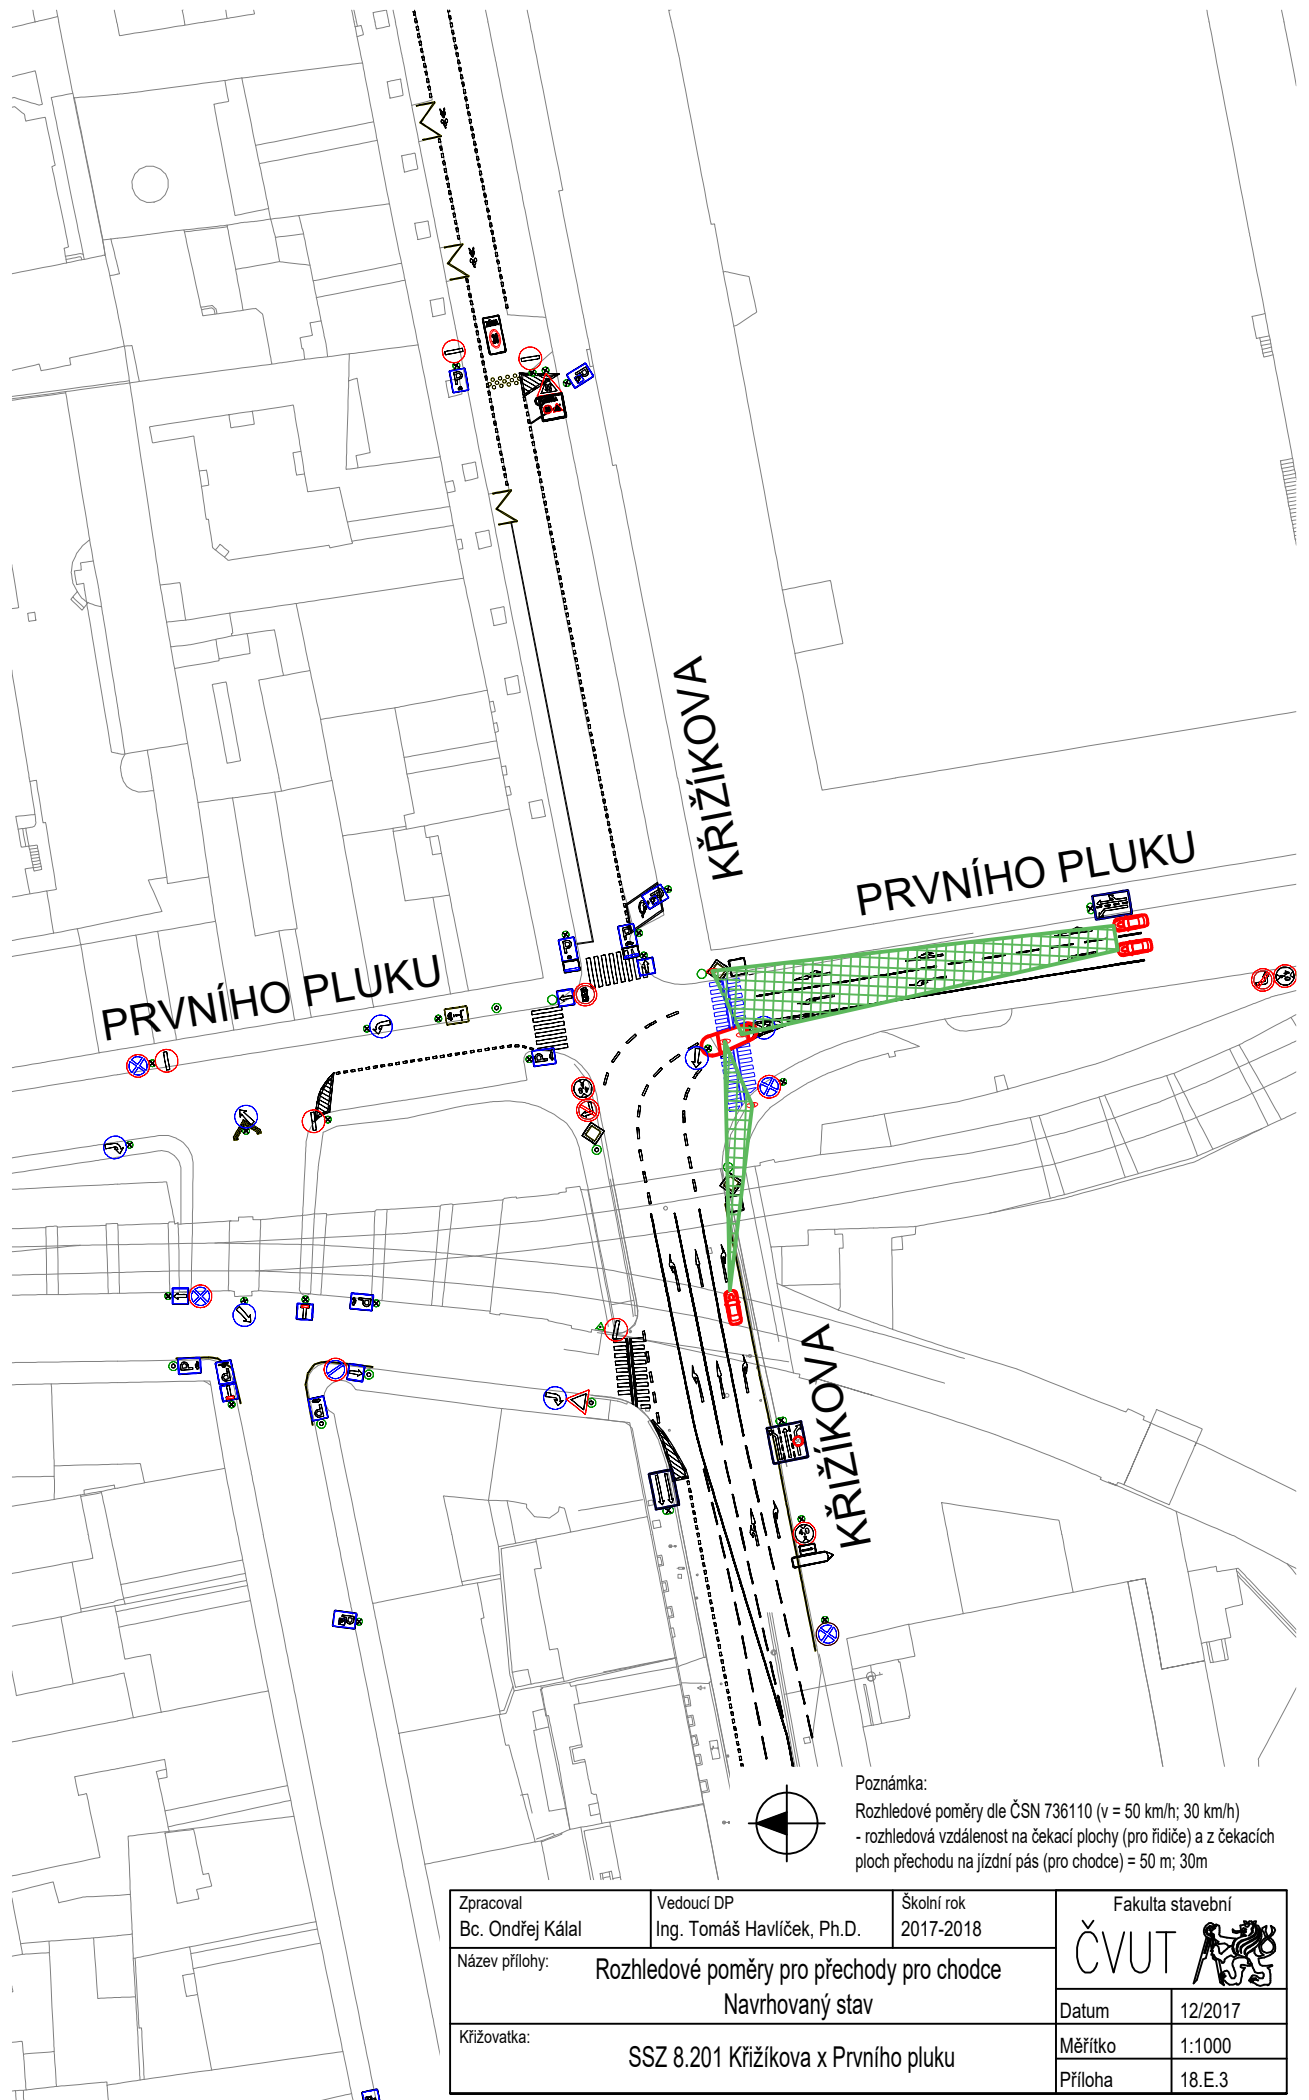 KŘIŽÍKOVA
PRVNÍHO PLUKU
PRVNÍHO PLUKU
KŘIŽÍKOVA
Poznámka:
Rozhledové poměry dle ČSN 736110 (v = 50 km/h; 30 km/h)
- rozhledová vzdálenost na čekací plochy (pro řidiče) a z čekacích
ploch přechodu na jízdní pás (pro chodce) = 50 m; 30m
Zpracoval
Bc. Ondřej Kálal
Vedoucí DP
Ing. Tomáš Havlíček, Ph.D.
Školní rok
2017-2018
Fakulta stavební
ČVUT
Název přílohy:
Rozhledové poměry pro přechody pro chodce
Navrhovaný stav
Datum
12/2017
Křižovatka:
SSZ 8.201 Křižíkova x Prvního pluku
Měřítko
1:1000
Příloha
18.E.3